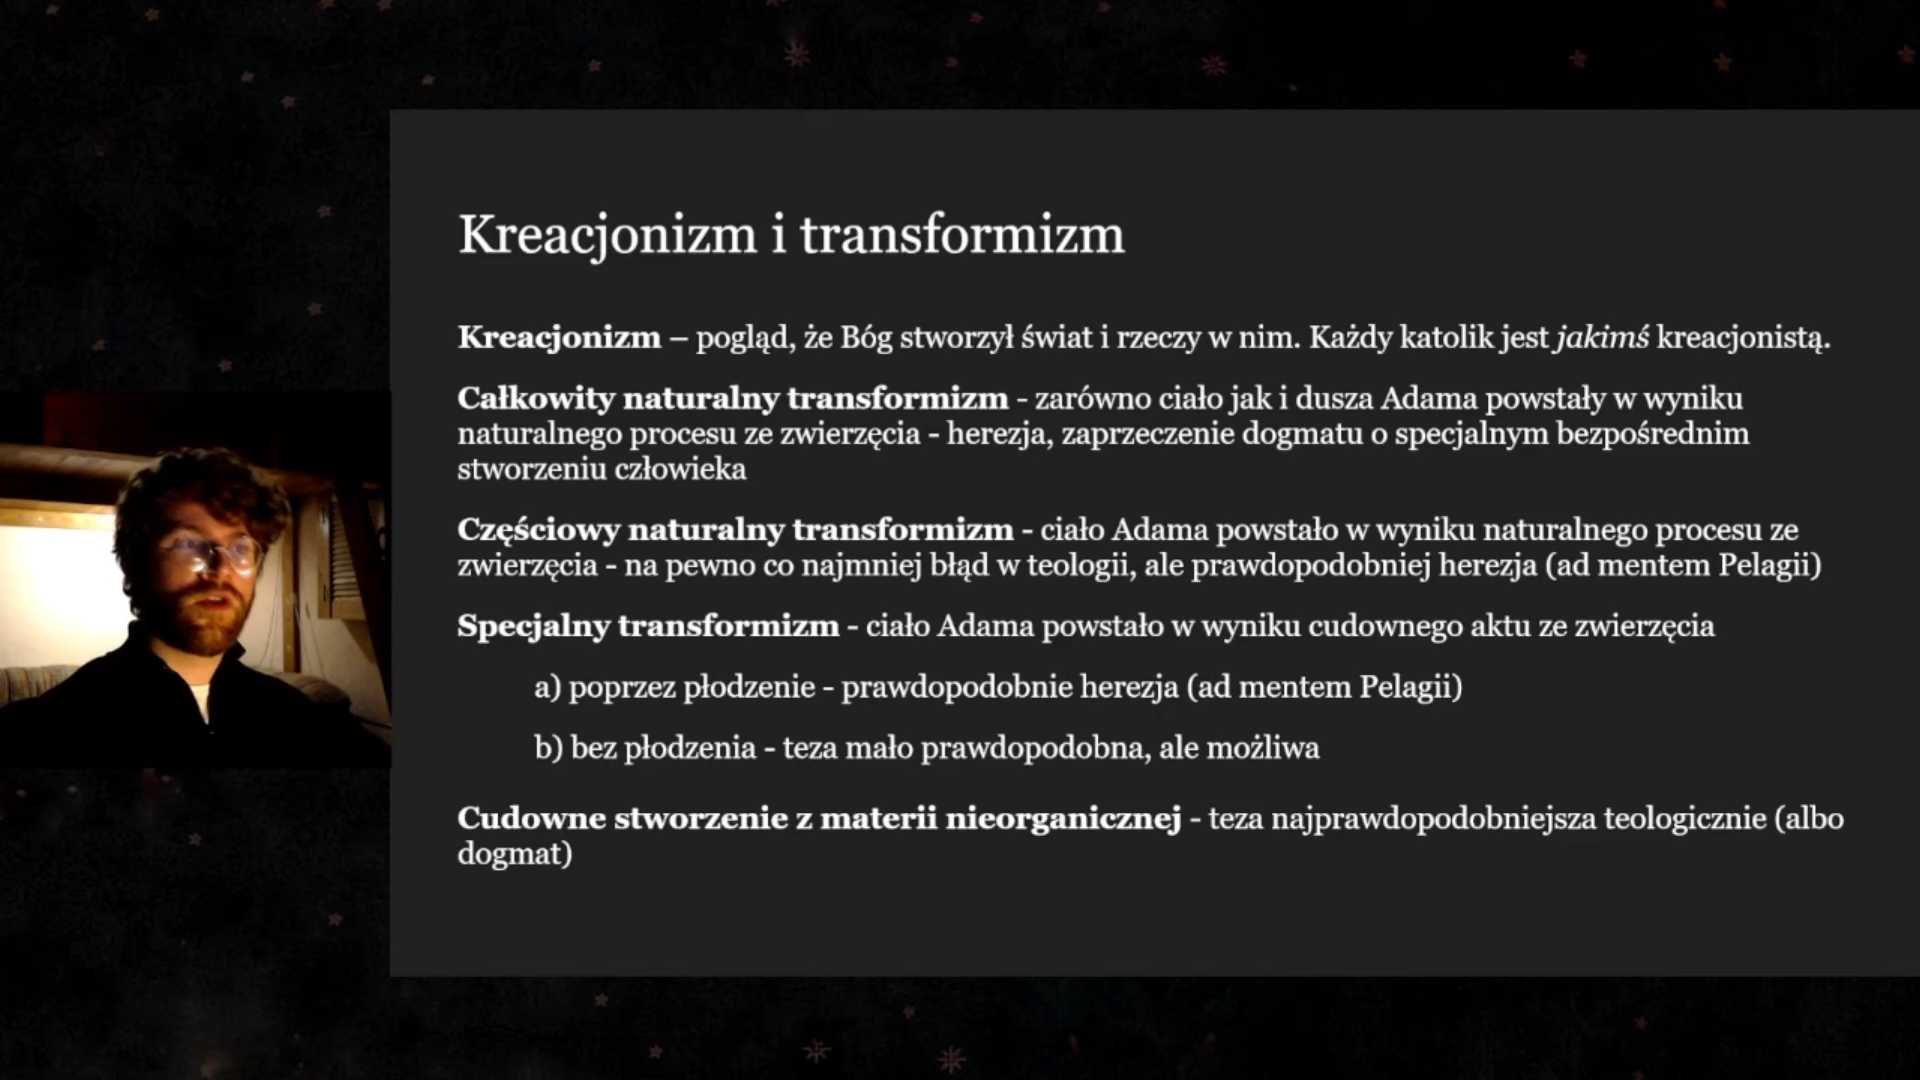 Kreacjonizm i transformizm
Kreacjonizm – pogląd, że Bóg stworzył świat i rzeczy w nim. Każdy katolik jest jakimś kreacjonistą.
Całkowity naturalny transformizm - zarówno ciało jak i dusza Adama powstały w wyniku
naturalnego procesu ze zwierzęcia - herezja, zaprzeczenie dogmatu o specjalnym bezpośrednim
stworzeniu człowieka
Częściowy naturalny transformizm - ciało Adama powstało w wyniku naturalnego procesu ze
zwierzęcia - na pewno co najmniej błąd w teologii, ale prawdopodobniej herezja (ad mentem Pelagii)
Specjalny transformizm - ciało Adama powstało w wyniku cudownego aktu ze zwierzęcia
a) poprzez płodzenie - prawdopodobnie herezja (ad mentem Pelagii)
b) bez płodzenia - teza mało prawdopodobna, ale możliwa
Cudowne stworzenie z materii nieorganicznej - teza najprawdopodobniejsza teologicznie (albo
dogmat)